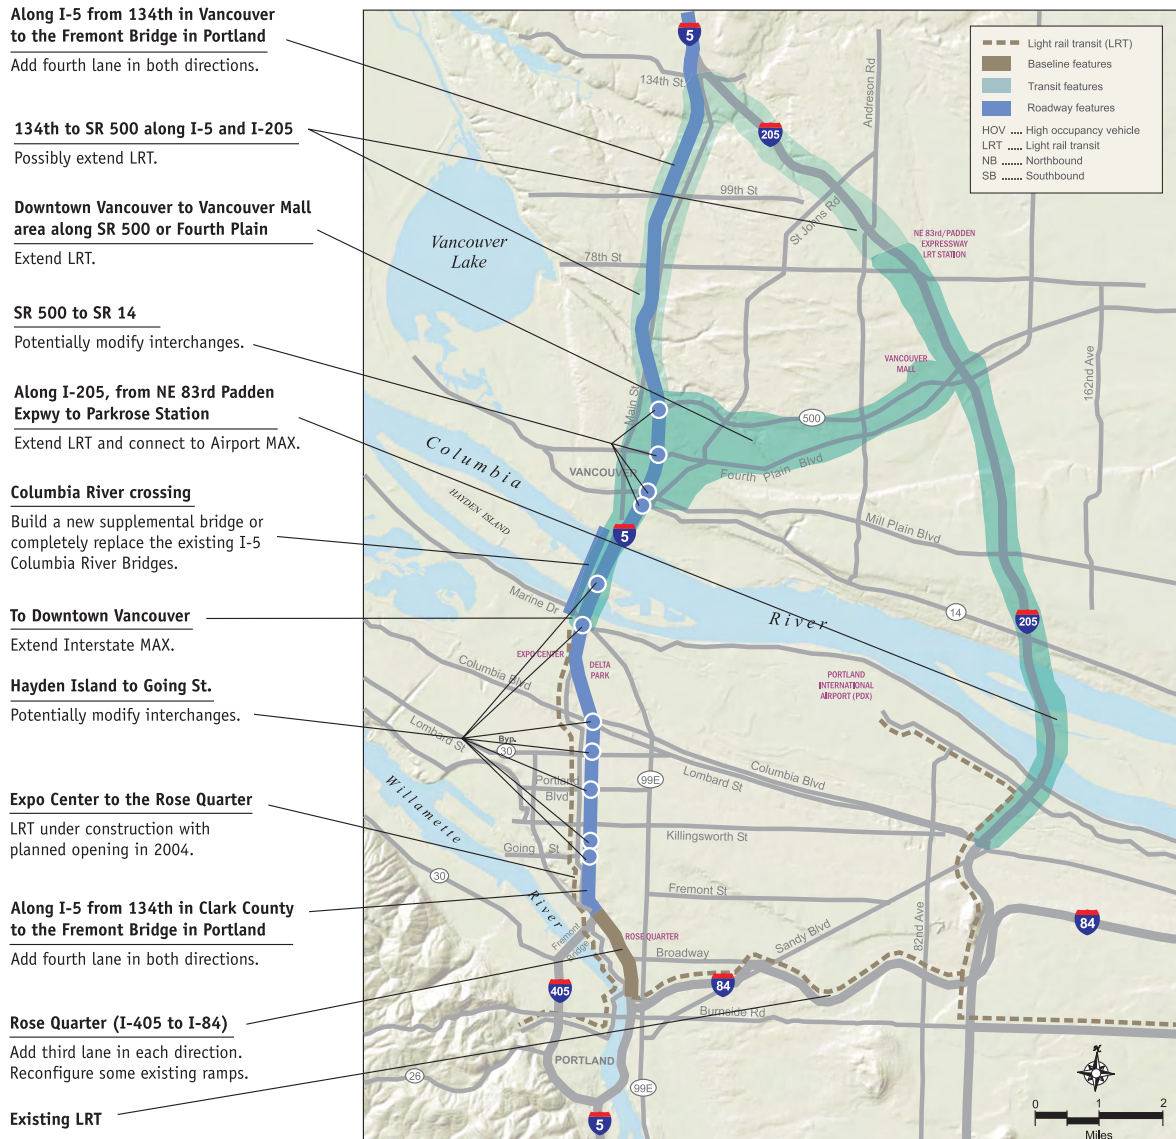 Along I-5 from 134th in Vancouver
to the Fremont Bridge in Portland
Add fourth lane in both directions.
134th to SR 500 along I-5 and I-205
Possibly extend LRT.
Downtown Vancouver to Vancouver Mall
area along SR 500 or Fourth Plain
Extend LRT.
SR 500 to SR 14
Potentially modify interchanges.
Along I-205, from NE 83rd Padden
Expwy to Parkrose Station
Extend LRT and connect to Airport MAX.
Columbia River crossing
Build a new supplemental bridge or
completely replace the existing I-5
Columbia River Bridges.
To Downtown Vancouver
Extend Interstate MAX.
Hayden Island to Going St.
Potentially modify interchanges.
Expo Center to the Rose Quarter
LRT under construction with
planned opening in 2004.
Along I-5 from 134th in Clark County
to the Fremont Bridge in Portland
Add fourth lane in both directions.
Rose Quarter (I-405 to I-84)
Add third lane in each direction.
Reconfigure some existing ramps.
Existing LRT
5
134th St.
205
Andreson Rd
99th St
St Johns Rd
Vancouver
Lake
78th St
NE 83rd/PADDEN
EXPRESSWAY
LRT STATION
VANCOUVER
MALL
162nd Ave
Main St
500
Columbia
VANCOUVER
Fourth Plain Blvd
HAYDEN ISLAND
5
Mill Plain Blvd
Marine Dr
River
14
205
EXPO CENTER
DELTA
PARK
Columbia Blvd
PORTLAND
INTERNATIONAL
AIRPORT (PDX)
Lombard St
Byp.
30
99E
Lombard St
Columbia Blvd
Portland
Blvd
Willamette
Killingsworth St
Going St
30
Fremont St
River
82nd Ave
Sandy Blvd
84
Fremont
Bridge
ROSE QUARTER
Broadway
405
84
Burnside Rd
PORTLAND
26
99E
5
Light rail transit (LRT)
Baseline features
Transit features
Roadway features
HOV .... High occupancy vehicle
LRT ..... Light rail transit
NB ...... Northbound
SB ...... Southbound
N
0 1 2
Miles